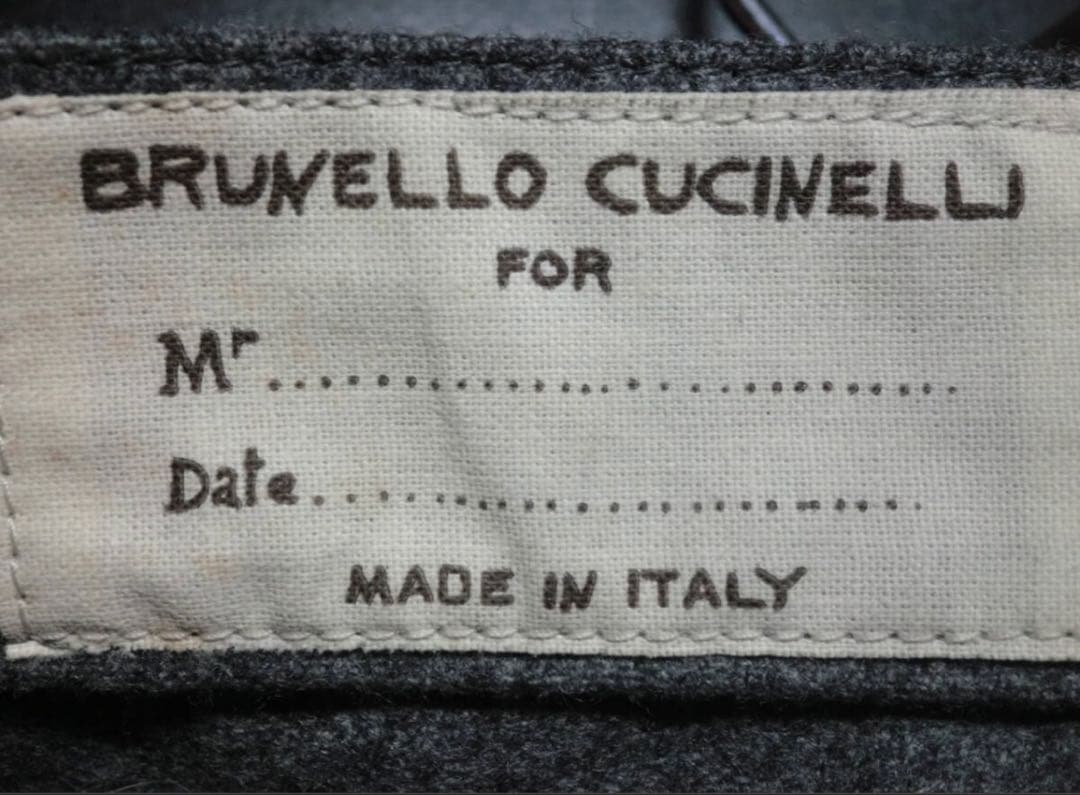 BRUNELLO CUCINELLI
FOR
Mr.............................
Date.............................
MADE IN ITALY